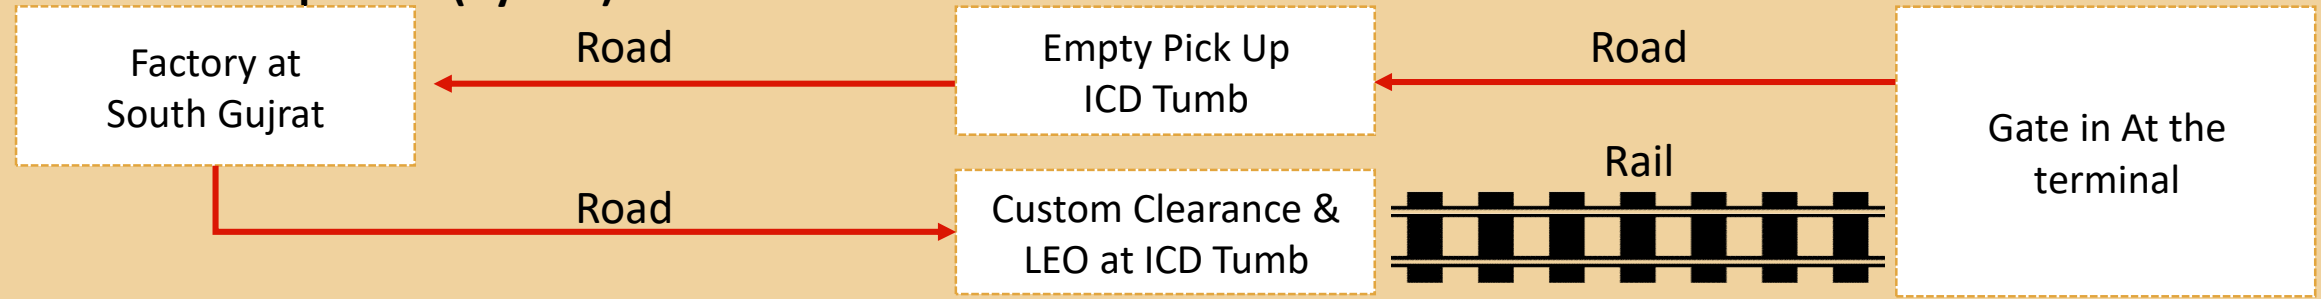 Factory at
South Gujrat
Road
Empty Pick Up
ICD Tumb
Road
Gate in At the
terminal
Rail
Road
Custom Clearance &
LEO at ICD Tumb